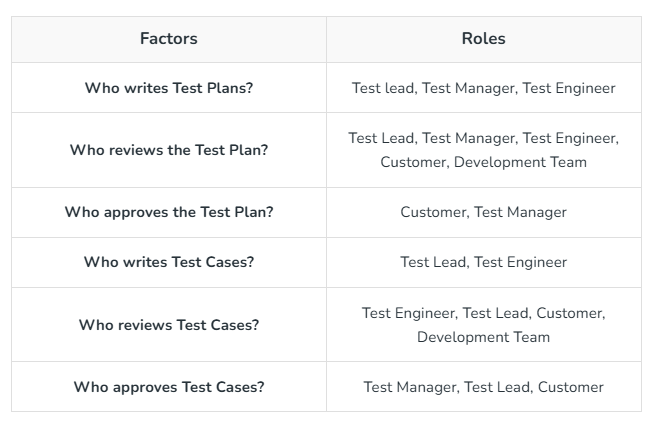 Factors
Roles
Who writes Test Plans?
Test lead, Test Manager, Test Engineer
Who reviews the Test Plan?
Test Lead, Test Manager, Test Engineer,
Customer, Development Team
Who approves the Test Plan?
Customer, Test Manager
Who writes Test Cases?
Test Lead, Test Engineer
Who reviews Test Cases?
Test Engineer, Test Lead, Customer,
Development Team
Who approves Test Cases?
Test Manager, Test Lead, Customer